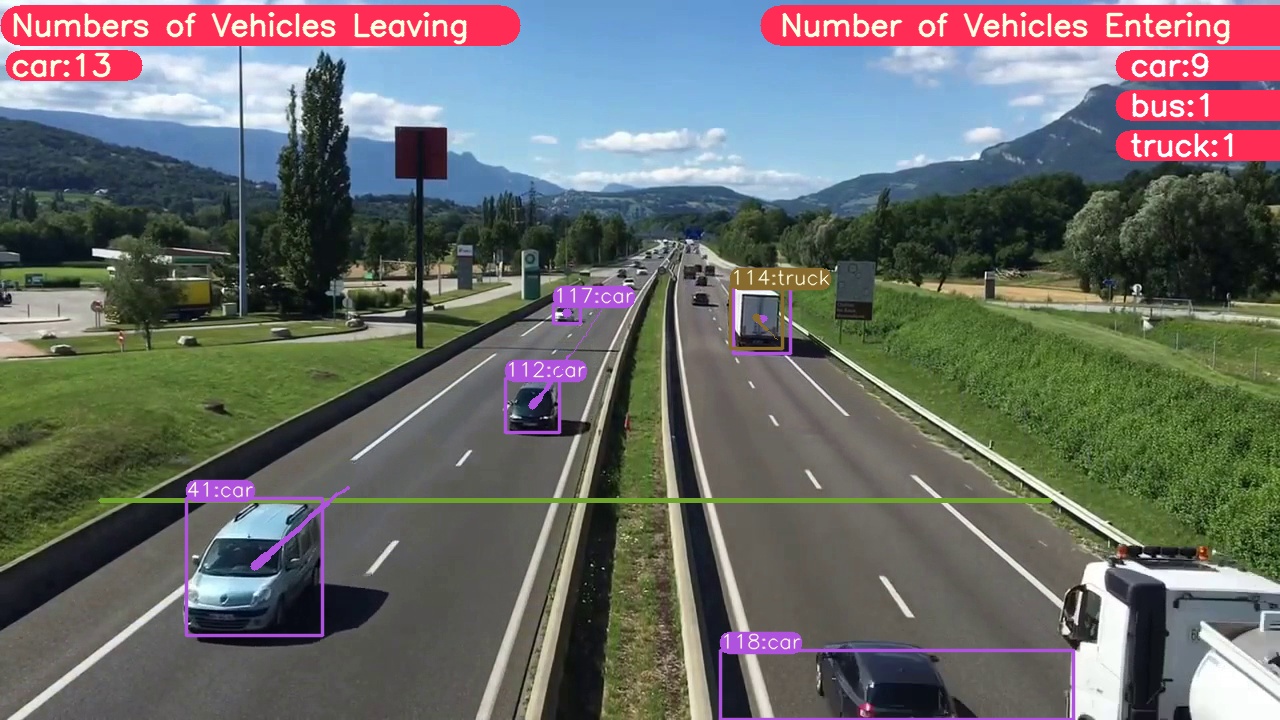 Numbers of Vehicles Leaving
Number of Vehicles Entering
car:13
car:9
bus:1
truck:1
114:truck
117:car
112:car
41:car
118:car
bp